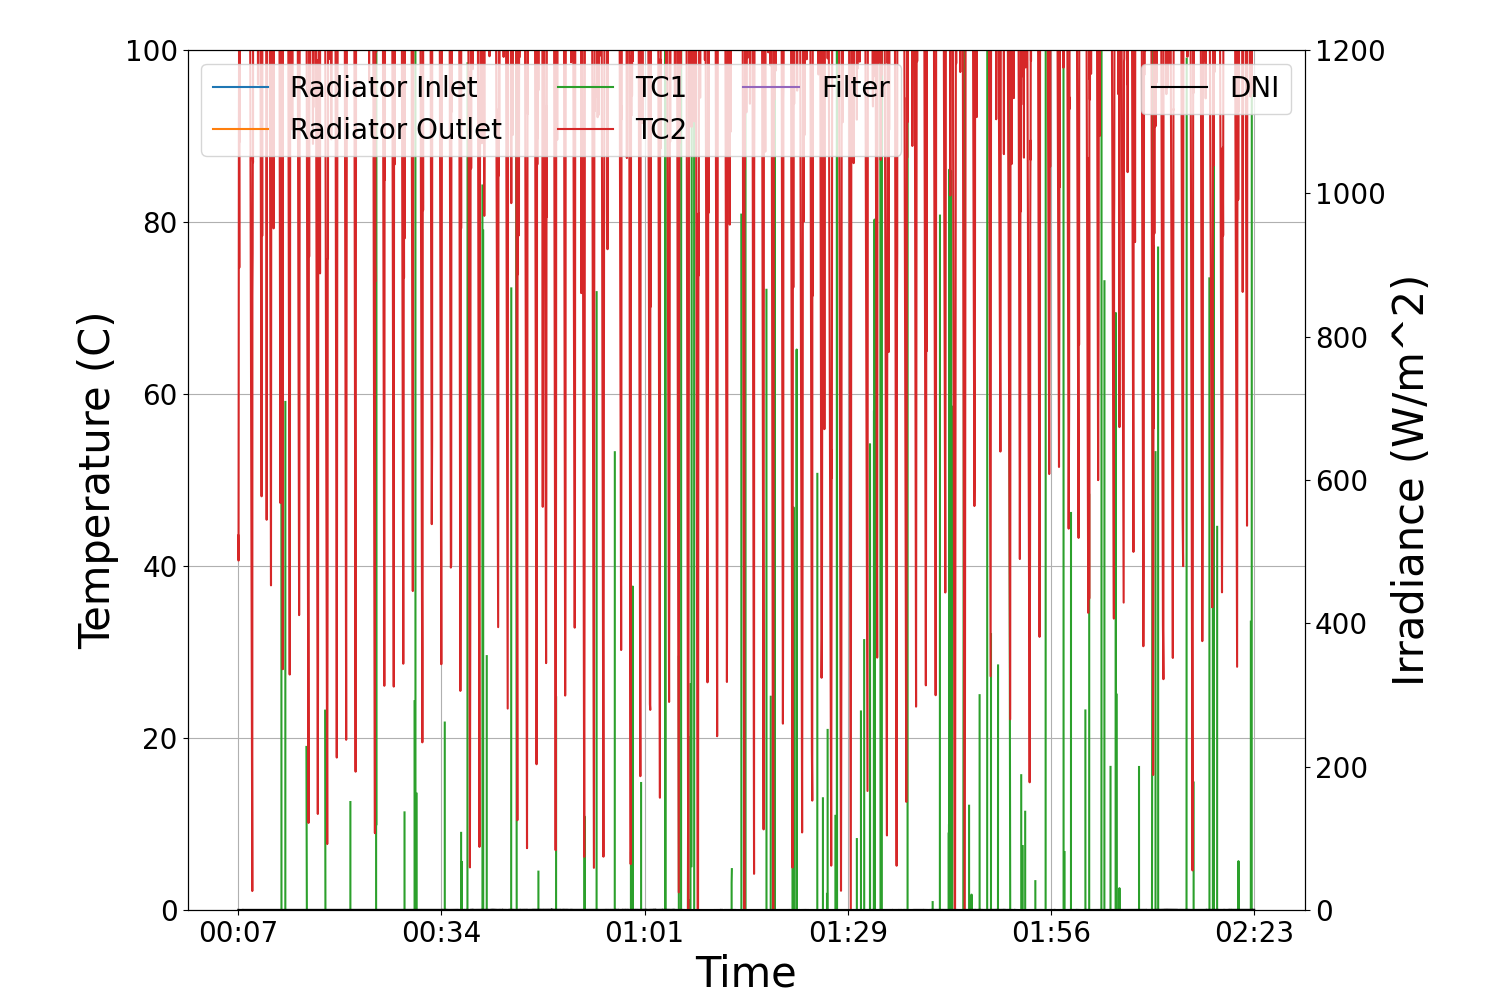 100
80
60
40
20
0
Temperature (C)
Radiator Inlet
Radiator Outlet
TC1
TC2
Filter
DNI
1200
1000
800
600
400
200
0
Irradiance (W/m^2)
00:07
00:34
01:01
01:29
01:56
02:23
Time